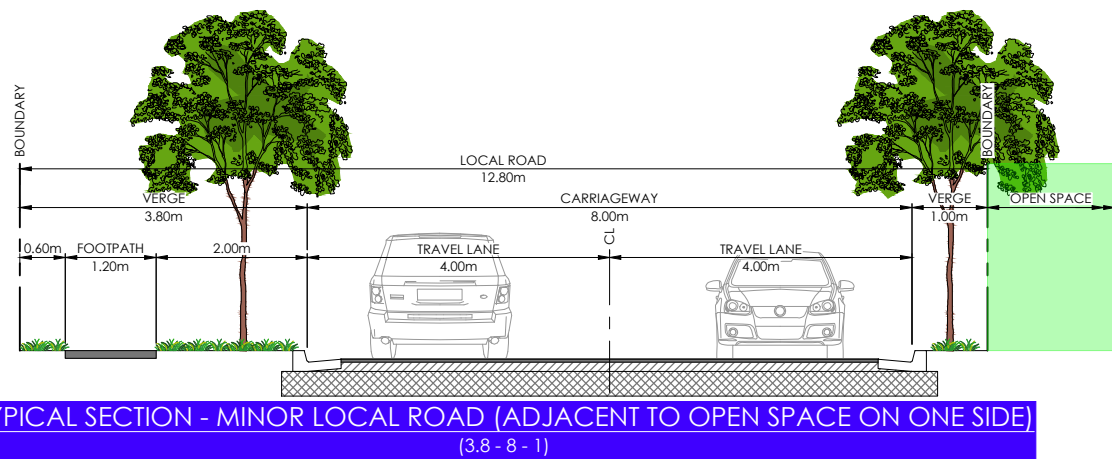 BOUNDARY
BOUNDARY
LOCAL ROAD
12.80m
VERGE
3.80m
CARRIAGEWAY
8.00m
VERGE
1.00m
OPEN SPACE
0.60m
FOOTPATH
1.20m
2.00m
TRAVEL LANE
4.00m
CL
TRAVEL LANE
4.00m
YPICAL SECTION - MINOR LOCAL ROAD (ADJACENT TO OPEN SPACE ON ONE SIDE)
(3.8 - 8 - 1)